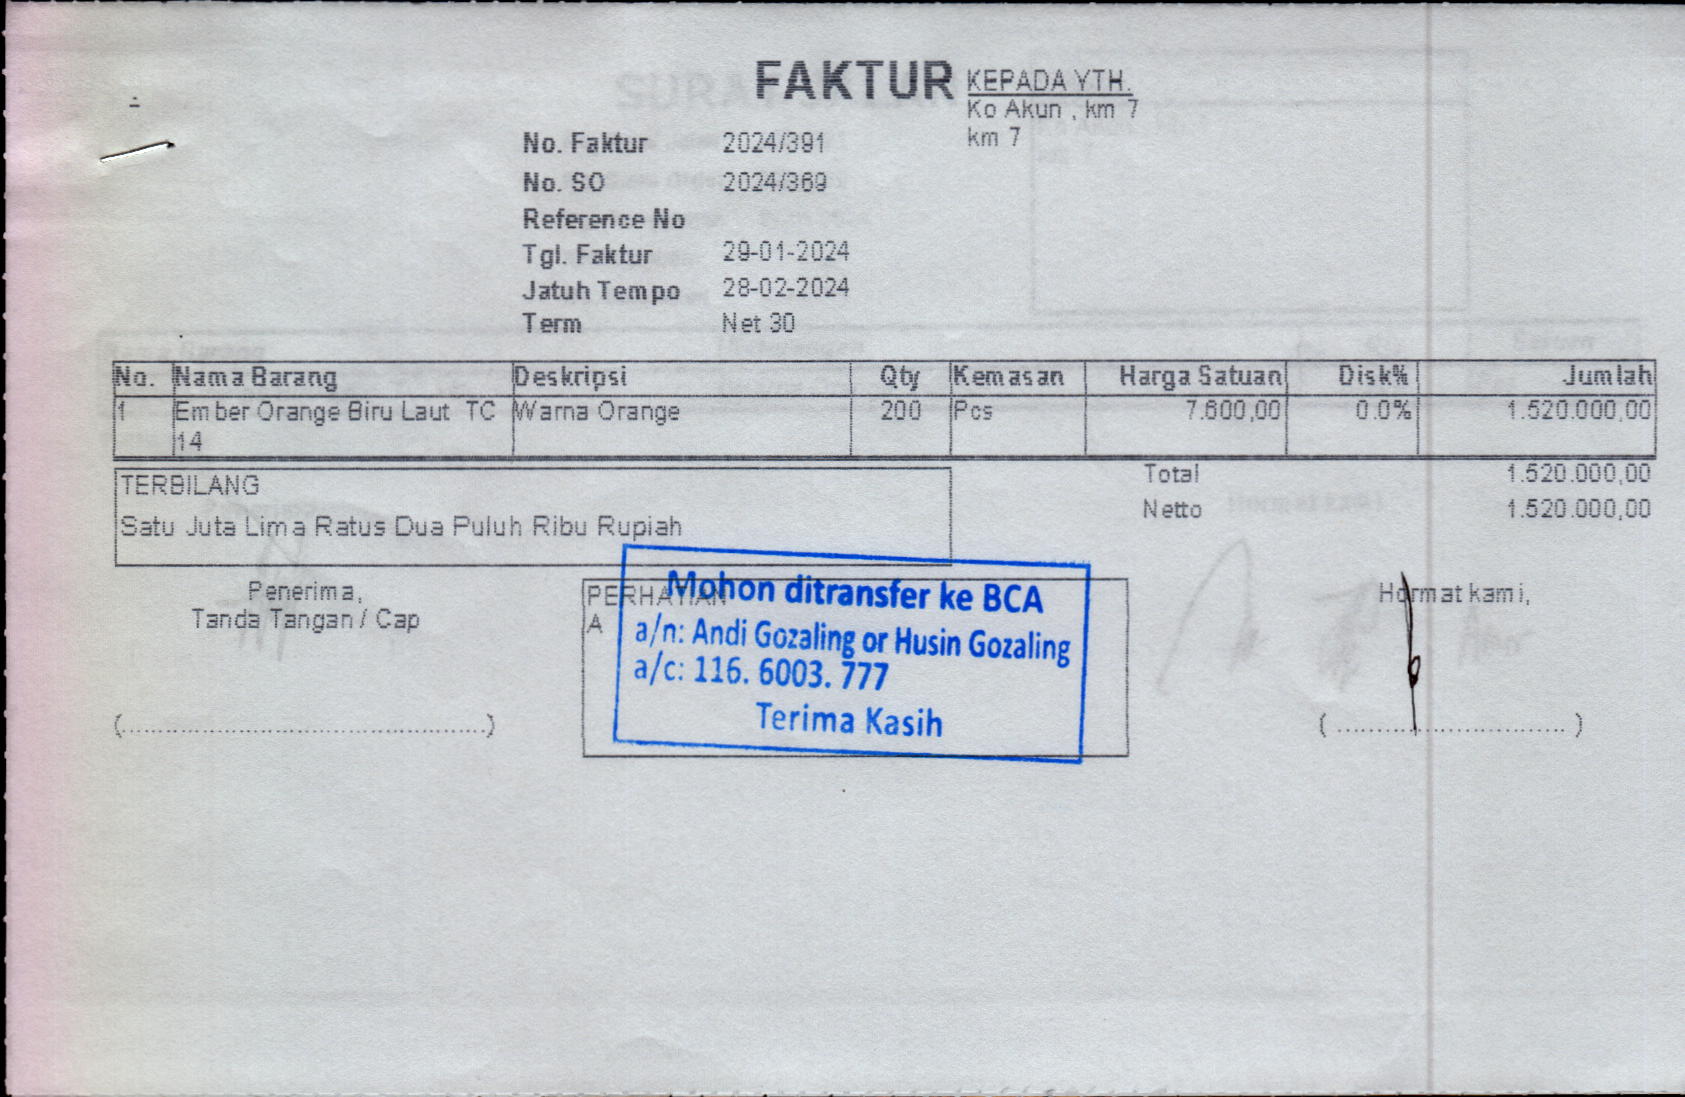 FAKTUR
KEPADA YTH.
Ko Akun , km 7
km 7
No. Faktur 2024/391
No. SO 2024/369
Reference No
Tgl. Faktur 29-01-2024
Jatuh Tempo 28-02-2024
Term Net 30
No. Nama Barang Deskripsi Qty Kemasan Harga Satuan Disk% Jumlah
1 Ember Orange Biru Laut TC 14 Warna Orange 200 Pcs 7.600,00 0.0% 1.520.000,00
Total 1.520.000,00
Netto 1.520.000,00
TERBILANG
Satu Juta Lima Ratus Dua Puluh Ribu Rupiah
Penerima,
Tanda Tangan / Cap
(................................................)
PERHATIAN
A
Mohon ditransfer ke BCA
a/n: Andi Gozaling or Husin Gozaling
a/c: 116. 6003. 777
Terima Kasih
Hormat kami,
( .............................. )